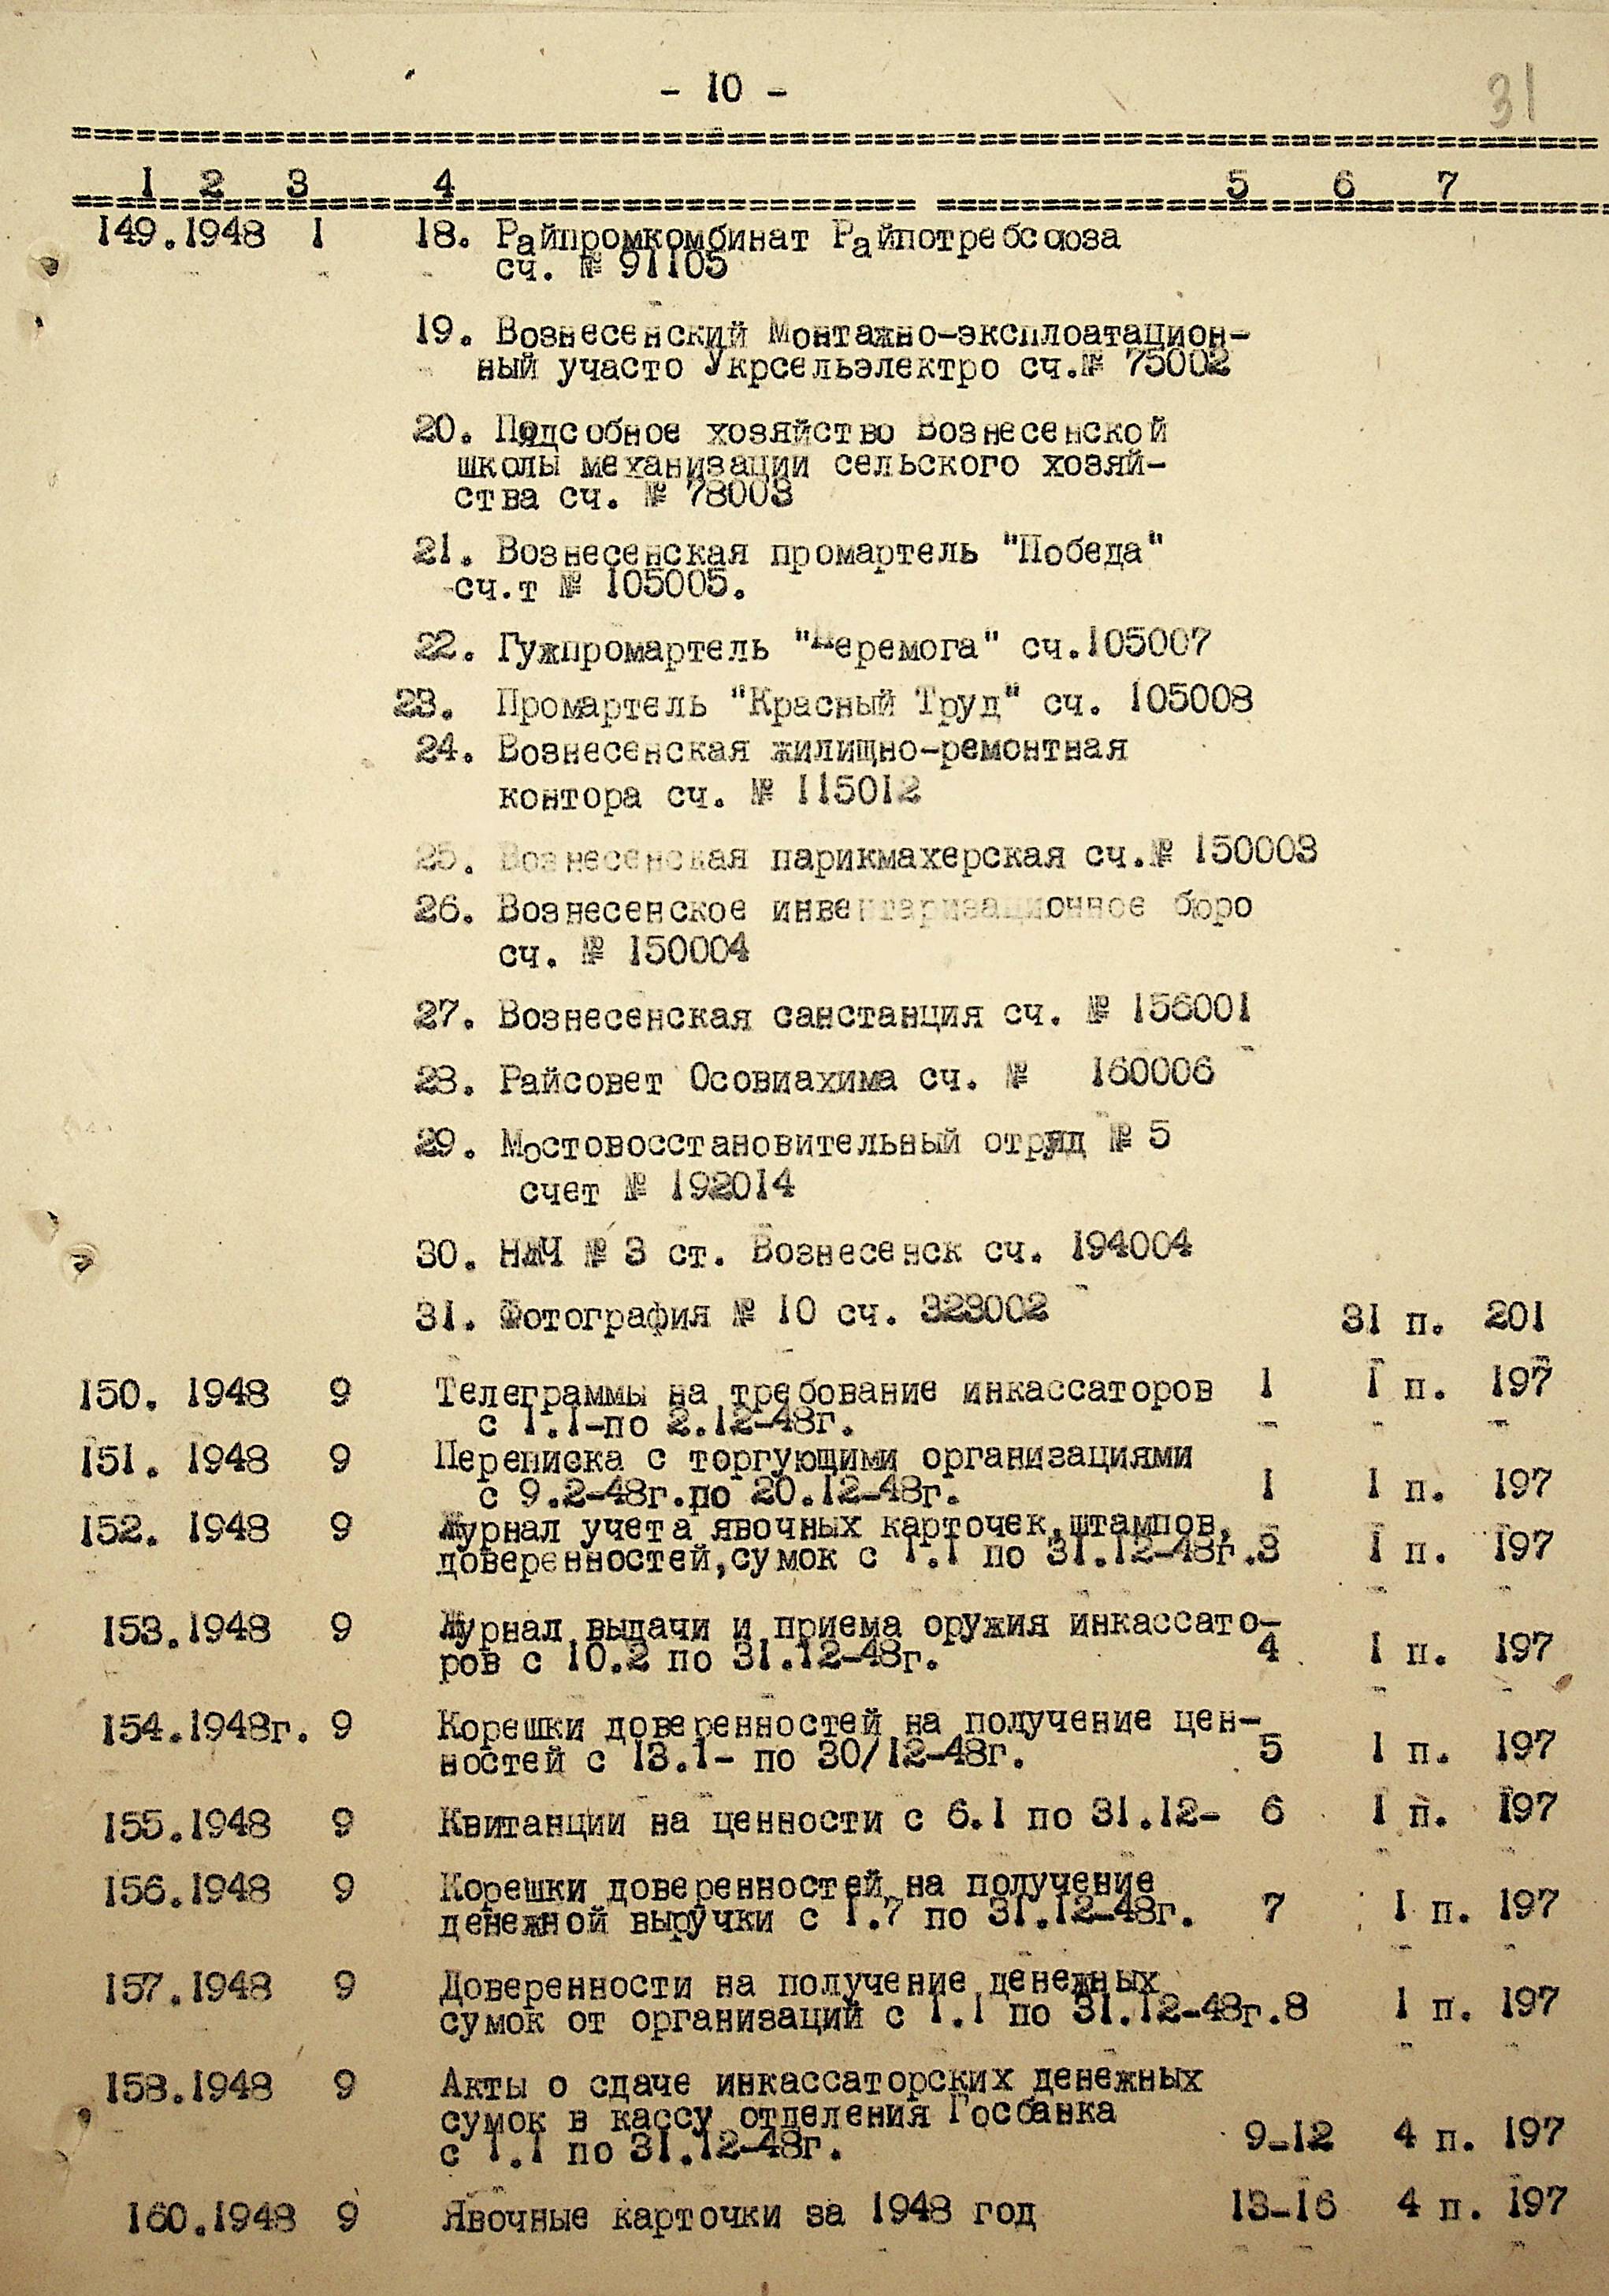 - 10 -
31
1 2 3 4 5 6 7
149.1948 1 18. Райпромкомбинат Райпотребсоюза
сч. № 91105
19. Вознесенский Монтажно-эксплоатацион-
ный участо Укрсельэлектро сч.№ 75002
20. Подсобное хозяйство Вознесенской
школы механизации сельского хозяй-
ства сч. № 78003
21. Вознесенская промартель "Победа"
сч.т № 105005.
22. Гужпромартель "Перемога" сч.105007
23. Промартель "Красный Труд" сч. 105008
24. Вознесенская жилищно-ремонтная
контора сч. № 115012
25. Вознесенская парикмахерская сч.№ 150003
26. Вознесенское инвентаризационное бюро
сч. № 150004
27. Вознесенская санстанция сч. № 156001
28. Райсовет Осовиахима сч. № 160006
29. Мостовосстановительный отряд № 5
счет № 192014
30. НЖЧ № 3 ст. Вознесенск сч. 194004
31. Фотография № 10 сч. 323002 31 п. 201
150. 1948 9 Телеграммы на требование инкассаторов 1 1 п. 197
с 1.1-по 2.12-48г.
151. 1948 9 Переписка с торгующими организациями
с 9.2-48г.по 20.12-48г. 1 1 п. 197
152. 1948 9 Журнал учета явочных карточек,штампов,
доверенностей,сумок с 1.1 по 31.12-48г.3 1 п. 197
153.1948 9 Журнал выдачи и приема оружия инкассато-
ров с 10.2 по 31.12-48г. 4 1 п. 197
154.1948г. 9 Корешки доверенностей на получение цен-
ностей с 13.1- по 30/12-48г. 5 1 п. 197
155.1948 9 Квитанции на ценности с 6.1 по 31.12- 6 1 п. 197
156.1948 9 Корешки доверенностей на получение
денежной выручки с 1.7 по 31.12-48г. 7 1 п. 197
157.1948 9 Доверенности на получение денежных
сумок от организаций с 1.1 по 31.12-48г.8 1 п. 197
158.1948 9 Акты о сдаче инкассаторских денежных
сумок в кассу отделения Госбанка
с 1.1 по 31.12-48г. 9-12 4 п. 197
160.1948 9 Явочные карточки за 1948 год 13-16 4 п. 197